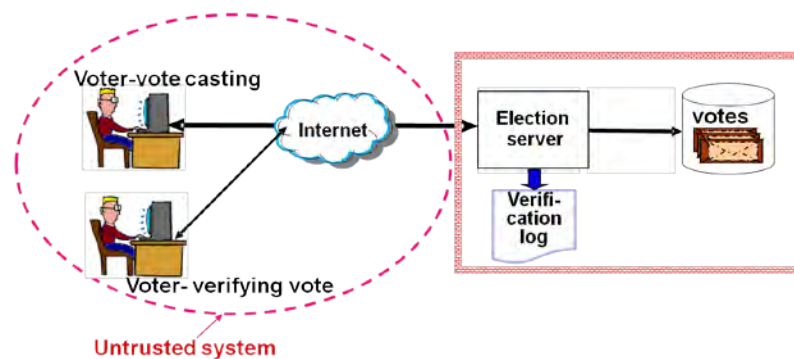 Voter-vote casting
Internet
Election
server
votes
Verifi-
cation
log
Voter- verifying vote
Untrusted system